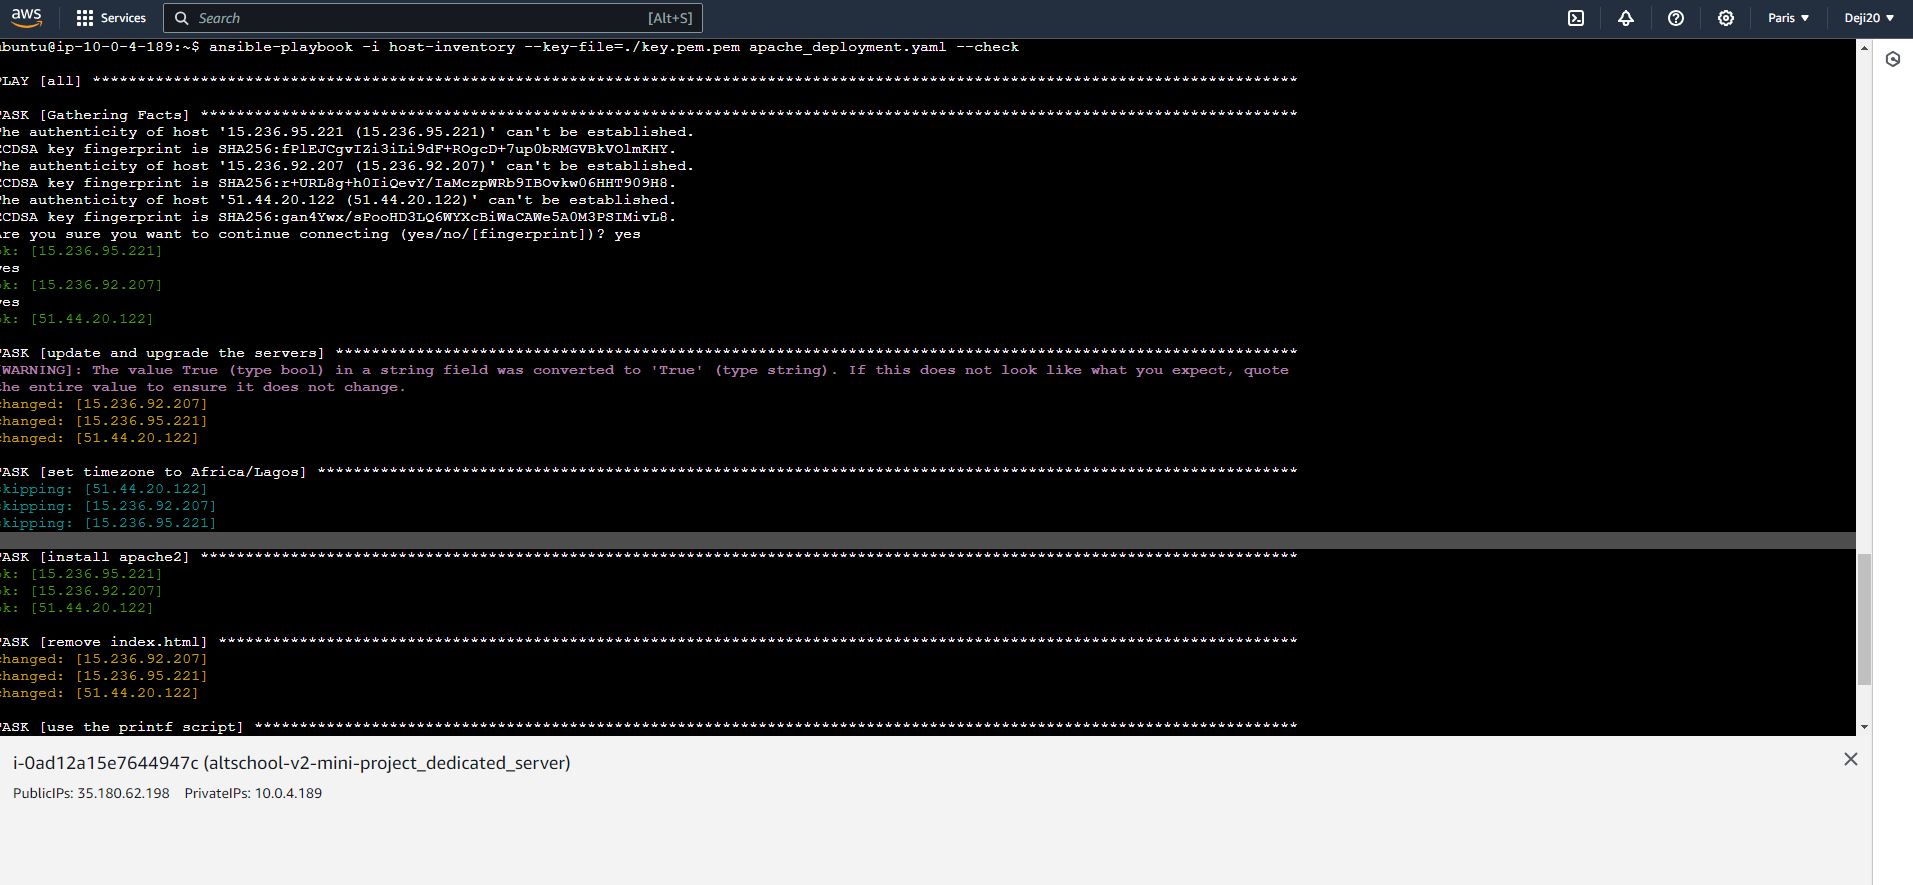 aws
Services
Search
[Alt+S]
Paris ▼
Deji20 ▼
ubuntu@ip-10-0-4-189:~$ ansible-playbook -i host-inventory --key-file=./key.pem.pem apache_deployment.yaml --check
PLAY [all] **************************************************************************************************************************************
TASK [Gathering Facts] **************************************************************************************************************************
The authenticity of host '15.236.95.221 (15.236.95.221)' can't be established.
ECDSA key fingerprint is SHA256:fPlEJCgvIZi3iLi9dF+ROgcD+7up0bRMGVBkVOlmKHY.
The authenticity of host '15.236.92.207 (15.236.92.207)' can't be established.
ECDSA key fingerprint is SHA256:r+URL8g+h0IiQevY/IaMczpWRb9IBOvkw06HHT909H8.
The authenticity of host '51.44.20.122 (51.44.20.122)' can't be established.
ECDSA key fingerprint is SHA256:gan4Ywx/sPooHD3LQ6WYXcBiWaCAWe5A0M3PSIMivL8.
Are you sure you want to continue connecting (yes/no/[fingerprint])? yes
ok: [15.236.95.221]
yes
ok: [15.236.92.207]
yes
ok: [51.44.20.122]
TASK [update and upgrade the servers] ***********************************************************************************************************
[WARNING]: The value True (type bool) in a string field was converted to 'True' (type string). If this does not look like what you expect, quote
the entire value to ensure it does not change.
changed: [15.236.92.207]
changed: [15.236.95.221]
changed: [51.44.20.122]
TASK [set timezone to Africa/Lagos] *************************************************************************************************************
skipping: [51.44.20.122]
skipping: [15.236.92.207]
skipping: [15.236.95.221]
TASK [install apache2] **************************************************************************************************************************
ok: [15.236.95.221]
ok: [15.236.92.207]
ok: [51.44.20.122]
TASK [remove index.html] ************************************************************************************************************************
changed: [15.236.92.207]
changed: [15.236.95.221]
changed: [51.44.20.122]
TASK [use the printf script] ********************************************************************************************************************
i-0ad12a15e7644947c (altschool-v2-mini-project_dedicated_server)
PublicIPs: 35.180.62.198 PrivateIPs: 10.0.4.189